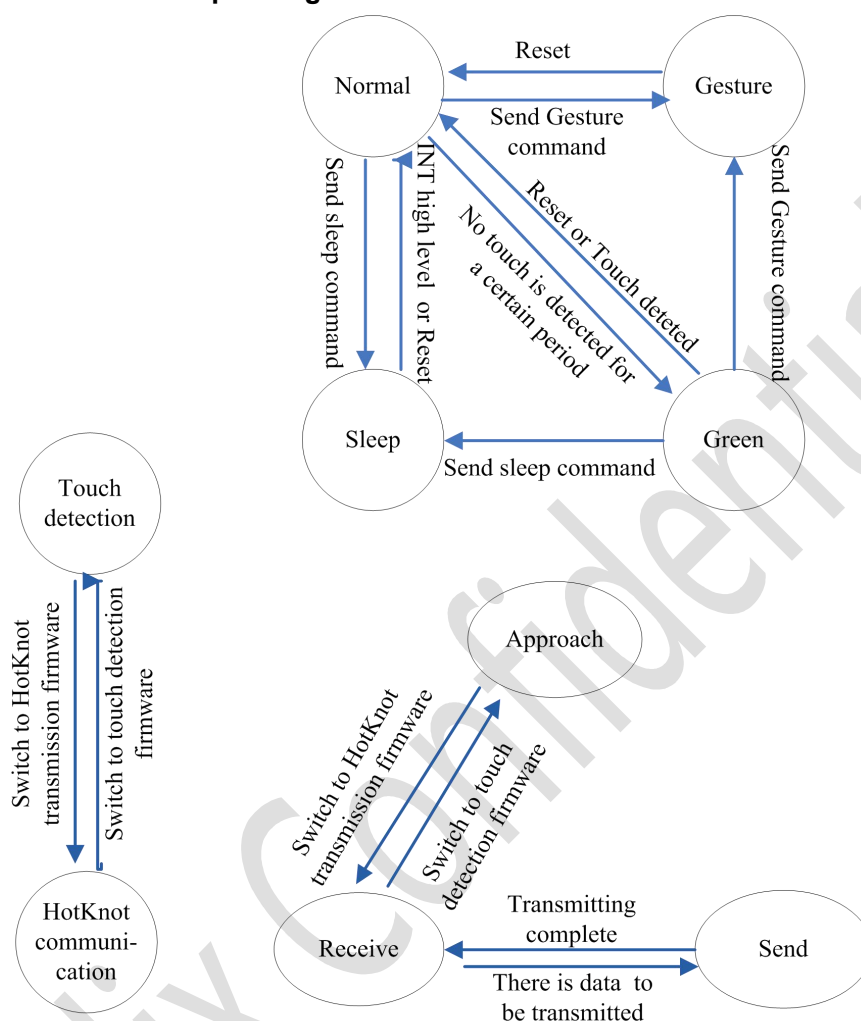 Reset
Normal
Gesture
Send Gesture
command
Send sleep command
INT high level or Reset
Reset or Touch deteted
No touch is detected for
a certain period
Send Gesture command
Sleep
Green
Send sleep command
Touch
detection
Switch to HotKnot
transmission firmware
Switch to touch detection
firmware
HotKnot
communi-
cation
Approach
Switch to HotKnot
transmission firmware
Switch to touch
detection firmware
Receive
Transmitting
complete
Send
There is data to
be transmitted